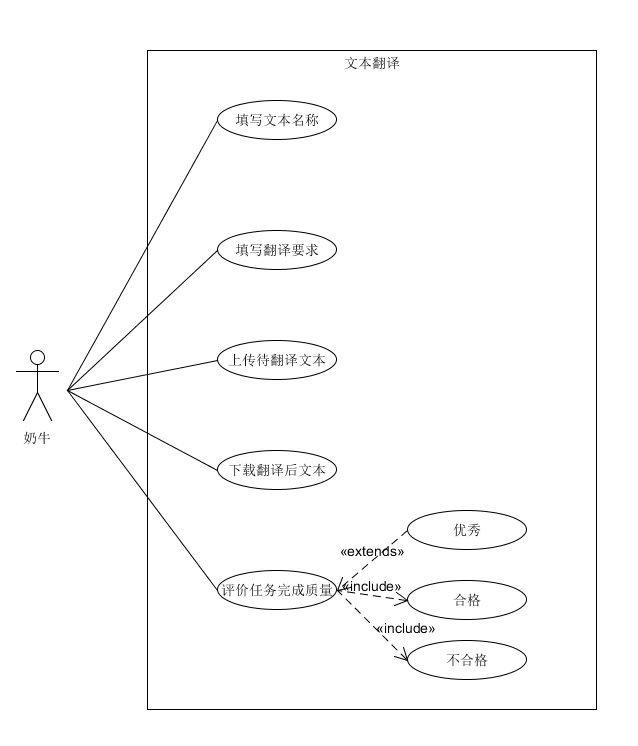 文本翻译
填写文本名称
填写翻译要求
上传待翻译文本
奶牛
下载翻译后文本
优秀
«extends»
评价任务完成质量
«include»
合格
«include»
不合格